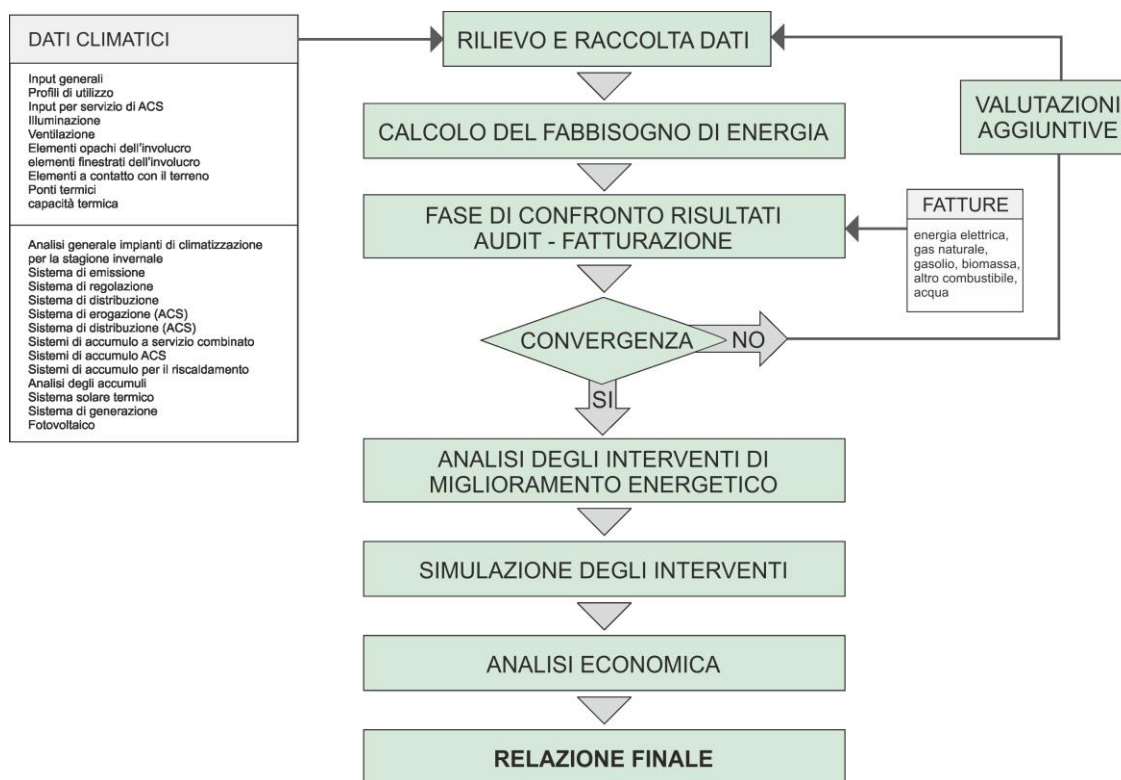 DATI CLIMATICI
Input generali
Profili di utilizzo
Input per servizio di ACS
Illuminazione
Ventilazione
Elementi opachi dell'involucro
elementi finestrati dell'involucro
Elementi a contatto con il terreno
Ponti termici
capacità termica
Analisi generale impianti di climatizzazione
per la stagione invernale
Sistema di emissione
Sistema di regolazione
Sistema di distribuzione
Sistema di erogazione (ACS)
Sistema di distribuzione (ACS)
Sistemi di accumulo a servizio combinato
Sistemi di accumulo ACS
Sistemi di accumulo per il riscaldamento
Analisi degli accumuli
Sistema solare termico
Sistema di generazione
Fotovoltaico
RILIEVO E RACCOLTA DATI
CALCOLO DEL FABBISOGNO DI ENERGIA
FASE DI CONFRONTO RISULTATI
AUDIT - FATTURAZIONE
VALUTAZIONI
AGGIUNTIVE
FATTURE
energia elettrica,
gas naturale,
gasolio, biomassa,
altro combustibile,
acqua
CONVERGENZA
NO
SI
ANALISI DEGLI INTERVENTI DI
MIGLIORAMENTO ENERGETICO
SIMULAZIONE DEGLI INTERVENTI
ANALISI ECONOMICA
RELAZIONE FINALE